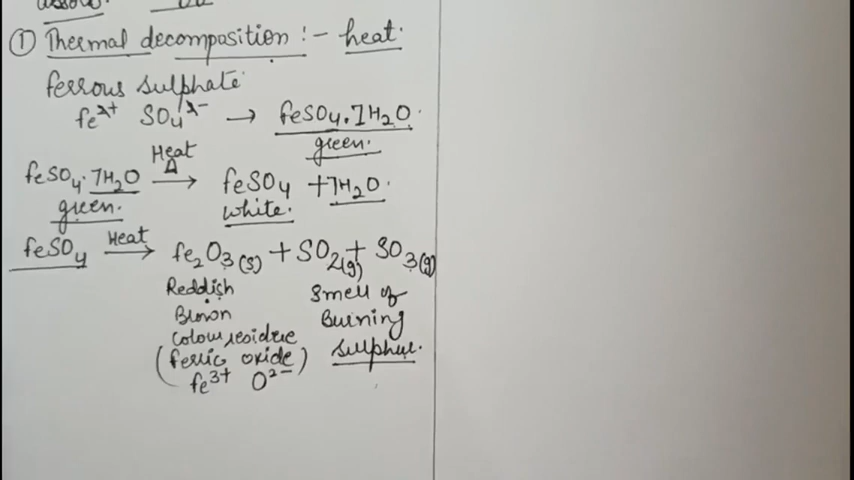 ① Thermal decomposition :- heat
ferrous sulphate
fe²⁺ SO₄²⁻ → feSO₄.7H₂O.
green.
feSO₄.7H₂O Heat Δ → feSO₄ + 7H₂O.
green. white.
feSO₄ Heat → fe₂O₃(s) + SO₂(g) + SO₃(g)
Reddish Smell of
Brown Burning
Colour residue sulphur.
(ferric oxide)
fe³⁺ O²⁻